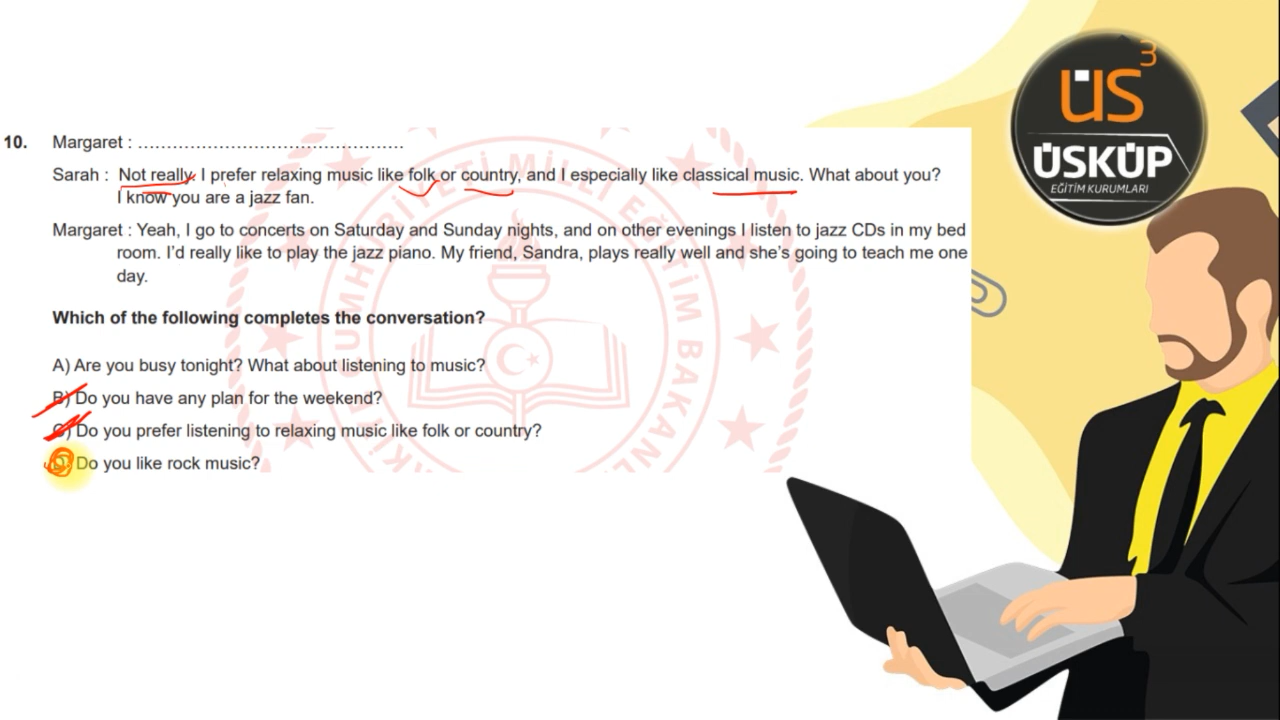 ÜS3
ÜSKÜP
EĞİTİM KURUMLARI
10. Margaret : ..............................................
Sarah : Not really. I prefer relaxing music like folk or country, and I especially like classical music. What about you?
I know you are a jazz fan.
Margaret : Yeah, I go to concerts on Saturday and Sunday nights, and on other evenings I listen to jazz CDs in my bed
room. I'd really like to play the jazz piano. My friend, Sandra, plays really well and she's going to teach me one
day.
Which of the following completes the conversation?
A) Are you busy tonight? What about listening to music?
B) Do you have any plan for the weekend?
C) Do you prefer listening to relaxing music like folk or country?
D) Do you like rock music?